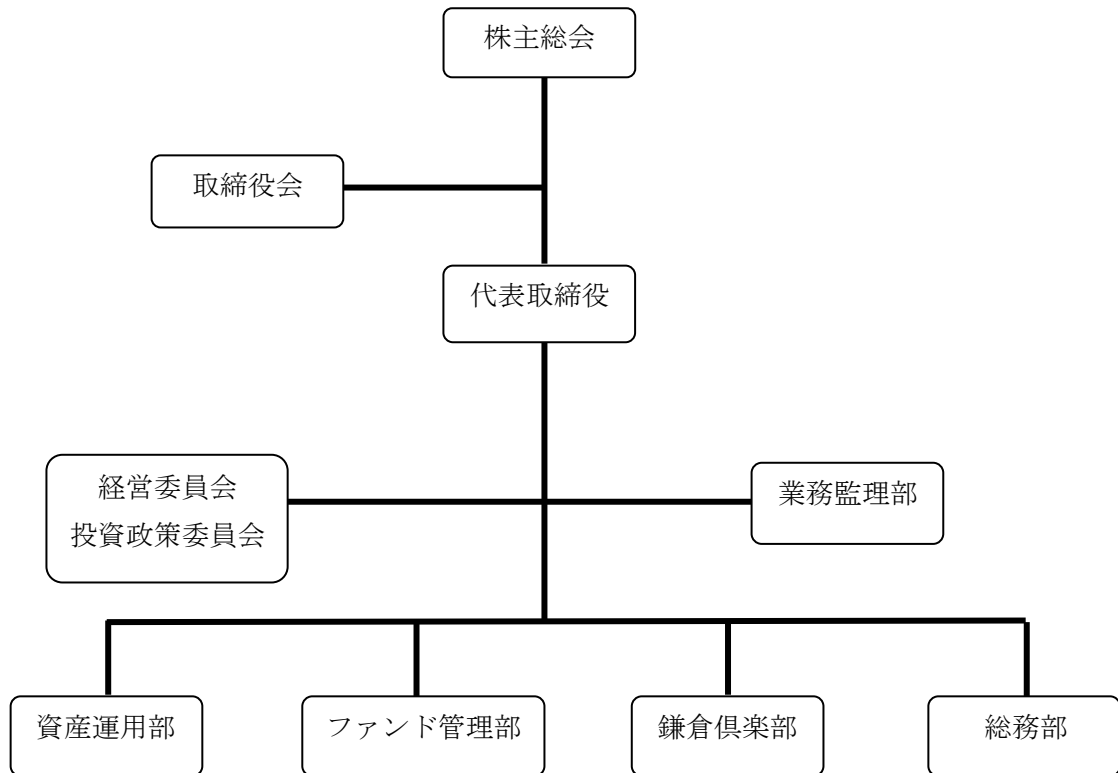 株主総会
取締役会
代表取締役
経営委員会
投資政策委員会
業務監理部
資産運用部
ファンド管理部
鎌倉倶楽部
総務部